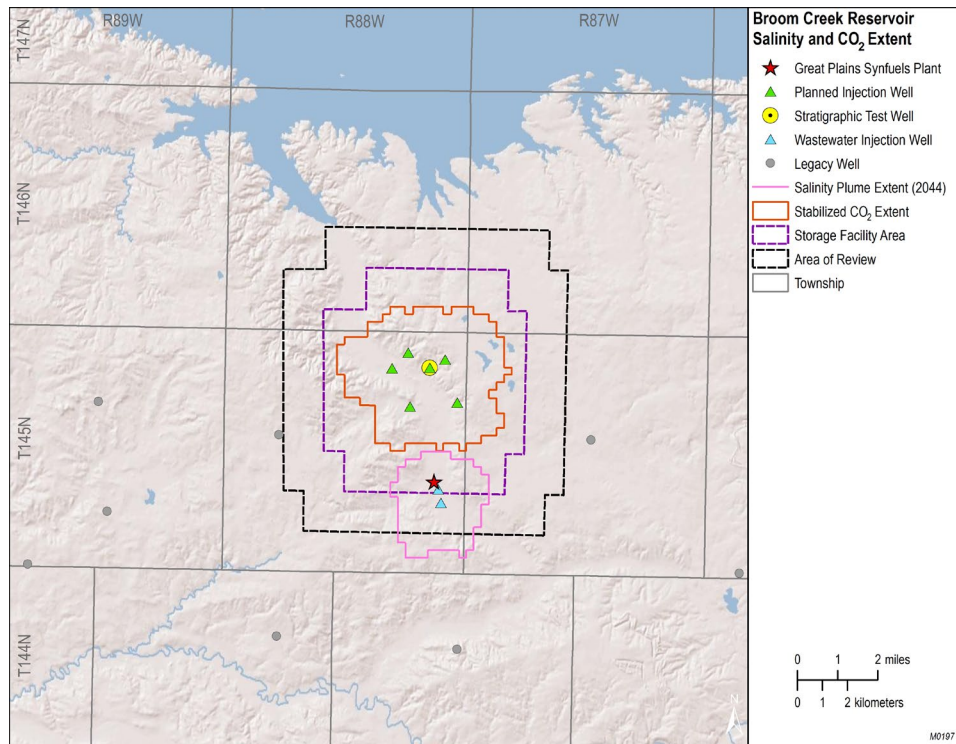 R89W
R88W
R87W
T147N
T146N
T145N
T144N
Broom Creek Reservoir
Salinity and CO₂ Extent
Great Plains Synfuels Plant
Planned Injection Well
Stratigraphic Test Well
Wastewater Injection Well
Legacy Well
Salinity Plume Extent (2044)
Stabilized CO₂ Extent
Storage Facility Area
Area of Review
Township
0 1 2 miles
0 1 2 kilometers
M0197